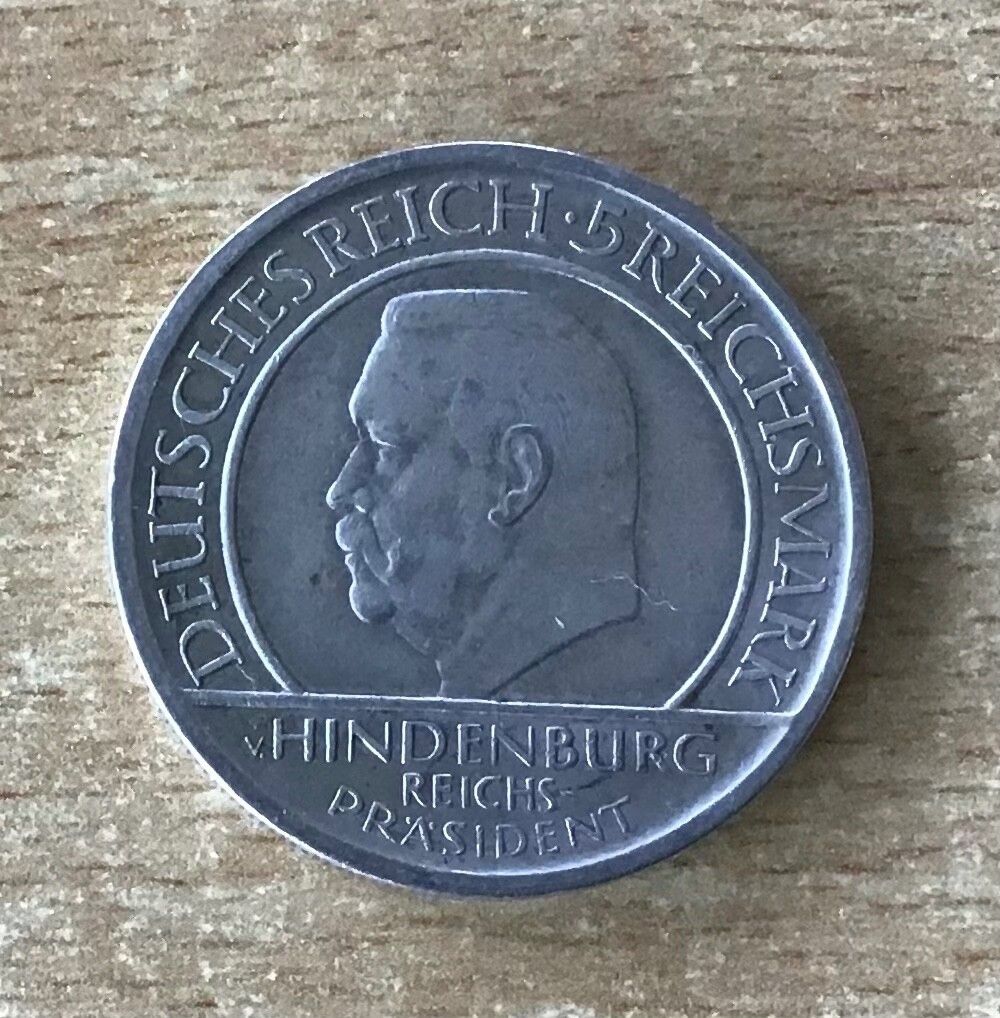 DEUTSCHES REICH · 5 REICHSMARK
v. HINDENBURG
REICHS-
PRÄSIDENT